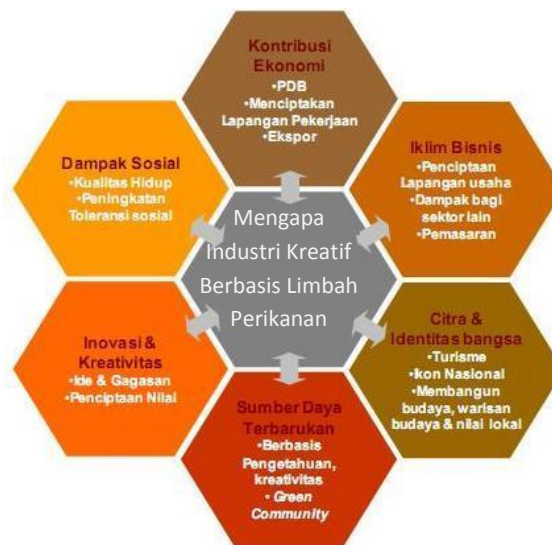 Kontribusi
Ekonomi
•PDB
•Menciptakan
Lapangan Pekerjaan
•Ekspor
Dampak Sosial
•Kualitas Hidup
•Peningkatan
Toleransi sosial
Iklim Bisnis
•Penciptaan
Lapangan usaha
•Dampak bagi
sektor lain
•Pemasaran
Mengapa
Industri Kreatif
Berbasis Limbah
Perikanan
Inovasi &
Kreativitas
•Ide & Gagasan
•Penciptaan Nilai
Citra &
Identitas bangsa
•Turisme
•Ikon Nasional
•Membangun
budaya, warisan
budaya & nilai lokal
Sumber Daya
Terbarukan
•Berbasis
Pengetahuan,
kreativitas
•Green
Community